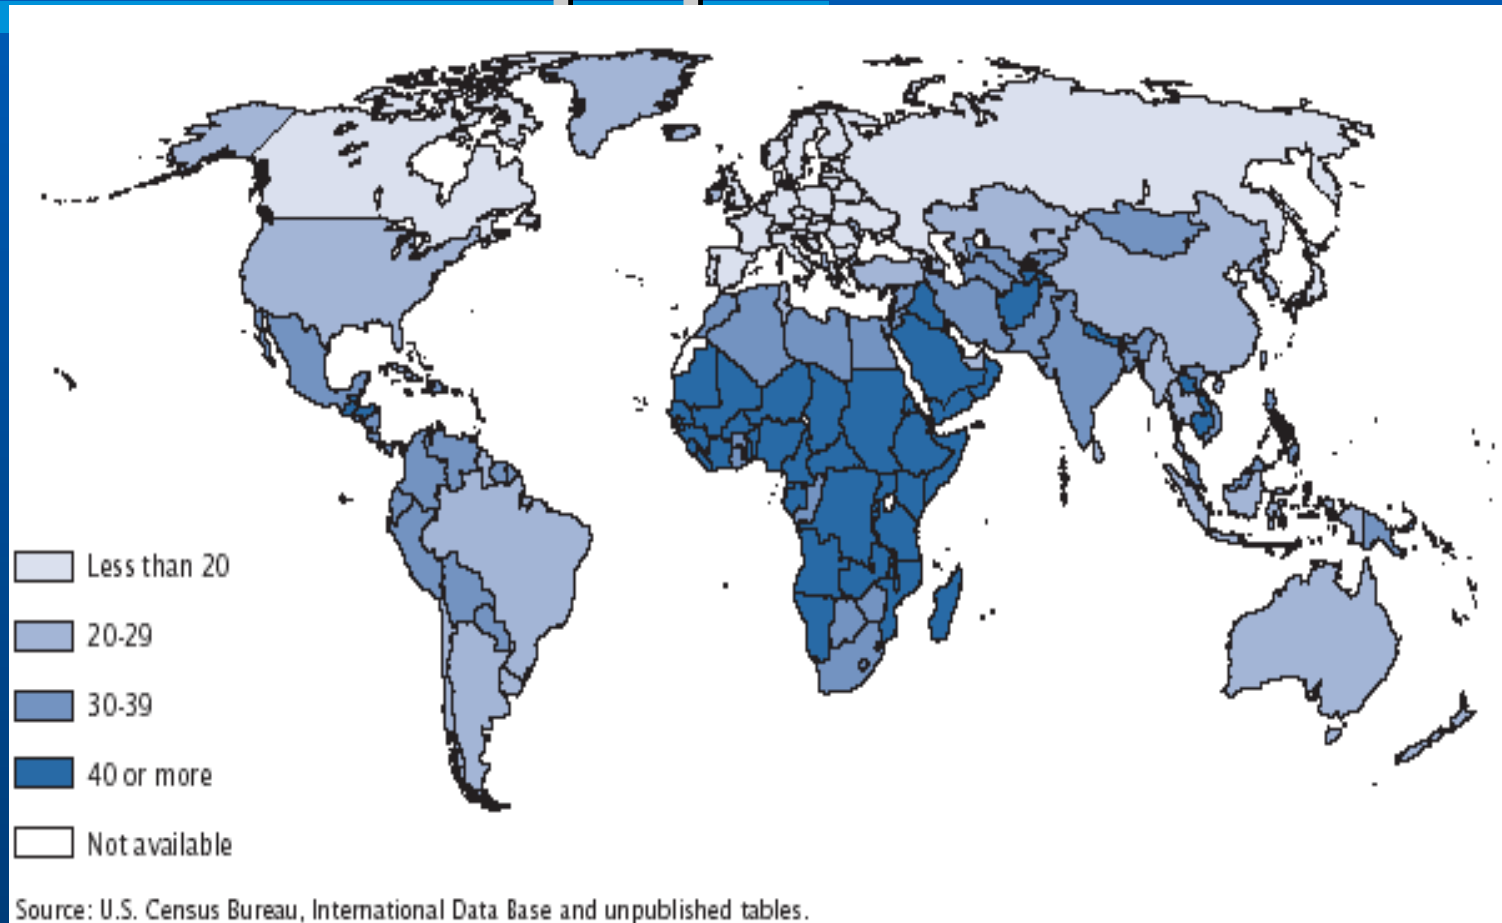 Less than 20
20-29
30-39
40 or more
Not available
Source: U.S. Census Bureau, International Data Base and unpublished tables.